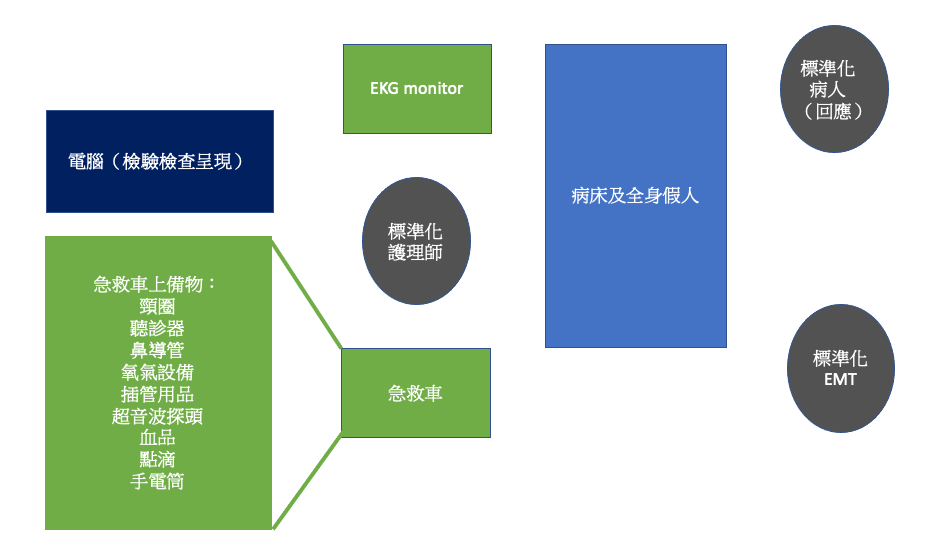 EKG monitor
標準化
病人
（回應）
電腦（檢驗檢查呈現）
病床及全身假人
標準化
護理師
急救車上備物：
頸圈
聽診器
鼻導管
氧氣設備
插管用品
超音波探頭
血品
點滴
手電筒
急救車
標準化
EMT